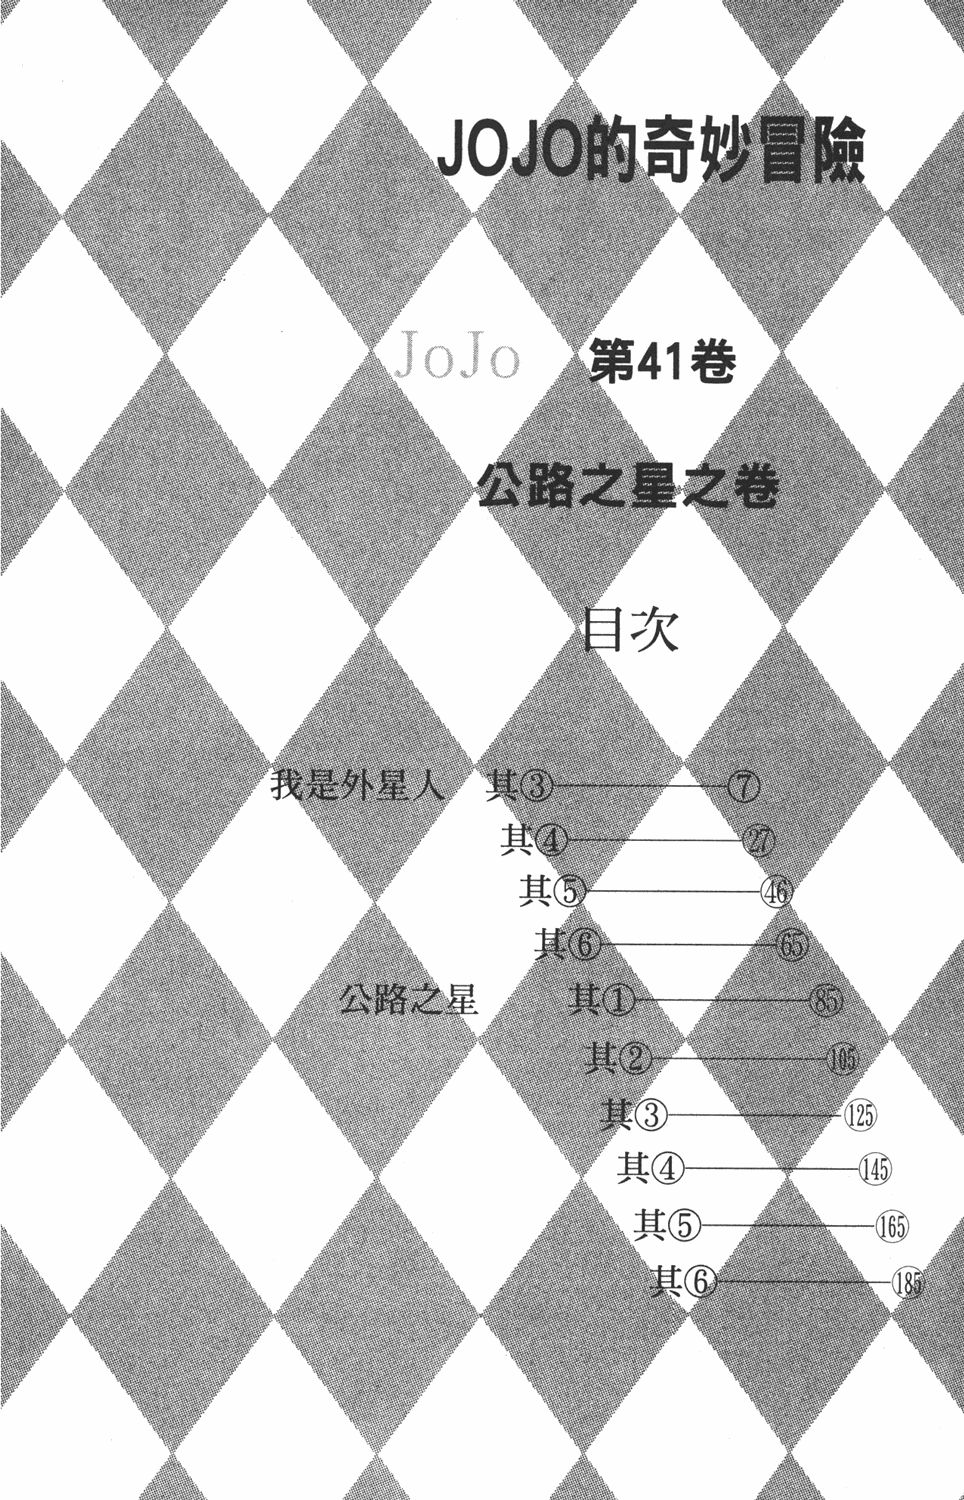 JOJO的奇妙冒險
JoJo 第41卷
公路之星之卷
目次
我是外星人 其③ ⑦
其④ ㉗
其⑤ ㊻
其⑥ 65
公路之星 其① 85
其② 105
其③ 125
其④ 145
其⑤ 165
其⑥ 185